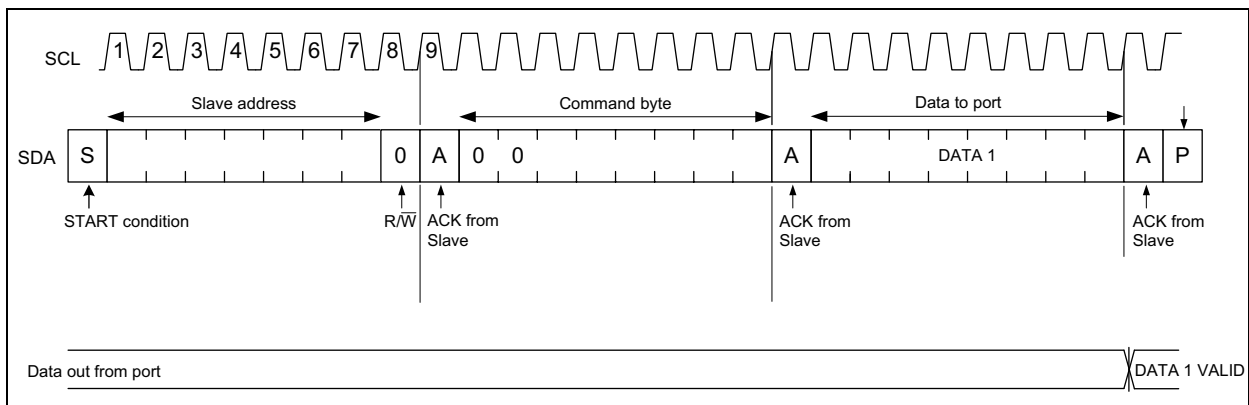 SCL 1 2 3 4 5 6 7 8 9
Slave address Command byte Data to port
SDA S 0 A 0 0 A DATA 1 A P
START condition R/W̅ ACK from Slave ACK from Slave ACK from Slave
Data out from port DATA 1 VALID